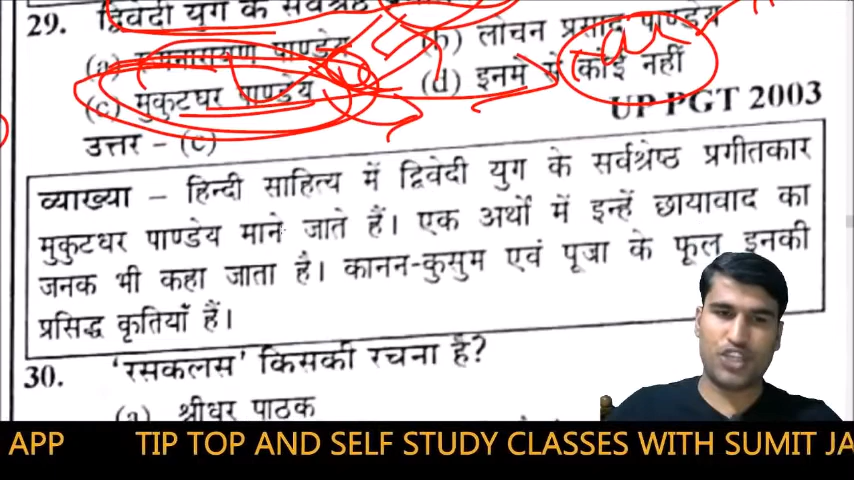 29. द्विवेदी युग के सर्वश्रेष्ठ
(a) रूपनारायण पाण्डेय (b) लोचन प्रसाद पाण्डेय
(c) मुकुटधर पाण्डेय (d) इनमें से कोई नहीं
उत्तर – (c) UP PGT 2003
व्याख्या – हिन्दी साहित्य में द्विवेदी युग के सर्वश्रेष्ठ प्रगीतकार
मुकुटधर पाण्डेय माने जाते हैं। एक अर्थो में इन्हें छायावाद का
जनक भी कहा जाता है। कानन-कुसुम एवं पूजा के फूल इनकी
प्रसिद्ध कृतियाँ हैं।
30. 'रसकलस' किसकी रचना है?
(a) श्रीधर पाठक
APP TIP TOP AND SELF STUDY CLASSES WITH SUMIT JA